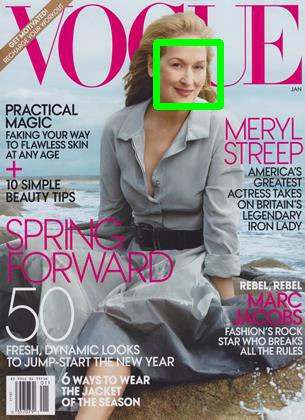 GET MOTIVATED!
RECHARGE YOUR WORKOUT
VOGUE
JAN
PRACTICAL
MAGIC
FAKING YOUR WAY
TO FLAWLESS SKIN
AT ANY AGE
+
10 SIMPLE
BEAUTY TIPS
MERYL
STREEP
AMERICA'S
GREATEST
ACTRESS TAKES
ON BRITAIN'S
LEGENDARY
IRON LADY
SPRING
FORWARD
50
FRESH, DYNAMIC LOOKS
TO JUMP-START THE NEW YEAR
6 WAYS TO WEAR
THE JACKET
OF THE SEASON
REBEL, REBEL
MARC
JACOBS
FASHION'S ROCK
STAR WHO BREAKS
ALL THE RULES